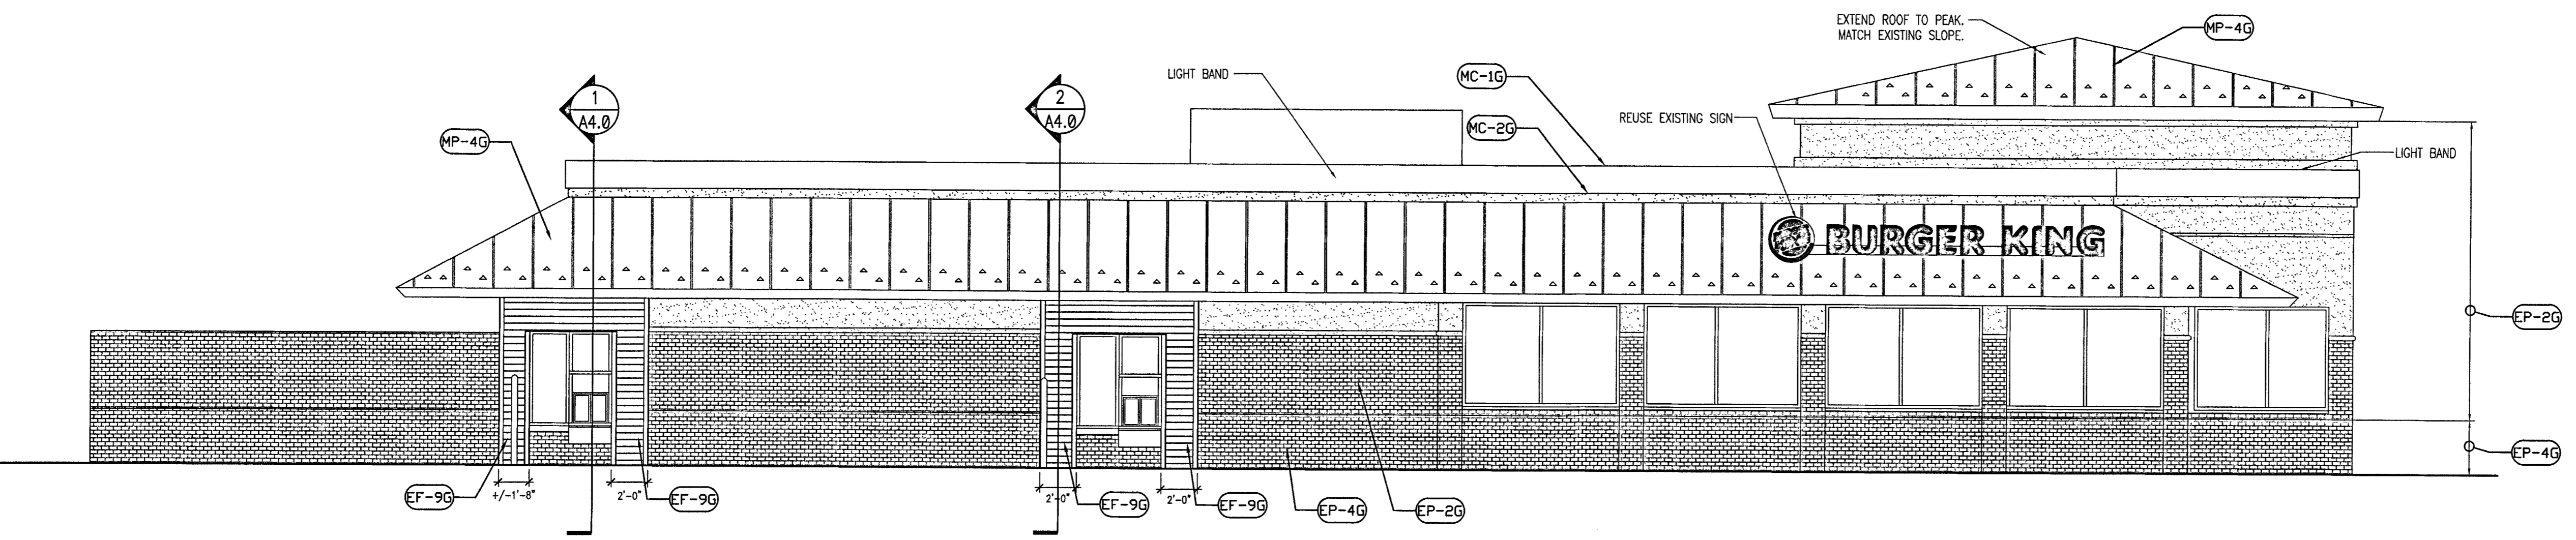 EXTEND ROOF TO PEAK.
MATCH EXISTING SLOPE.
MP-4G
LIGHT BAND
MC-1G
1
A4.0
2
A4.0
MC-2G
REUSE EXISTING SIGN
MP-4G
LIGHT BAND
BURGER KING
EP-2G
EP-4G
EF-9G
+/-1'-8"
2'-0"
EF-9G
2'-0"
EF-9G
2'-0"
EF-9G
EP-4G
EP-2G